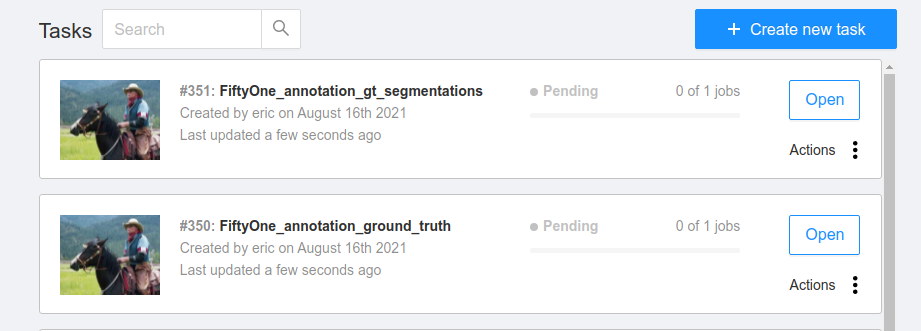 Tasks
Search
+ Create new task
#351: FiftyOne_annotation_gt_segmentations
Pending
0 of 1 jobs
Open
Created by eric on August 16th 2021
Last updated a few seconds ago
Actions
#350: FiftyOne_annotation_ground_truth
Pending
0 of 1 jobs
Open
Created by eric on August 16th 2021
Last updated a few seconds ago
Actions